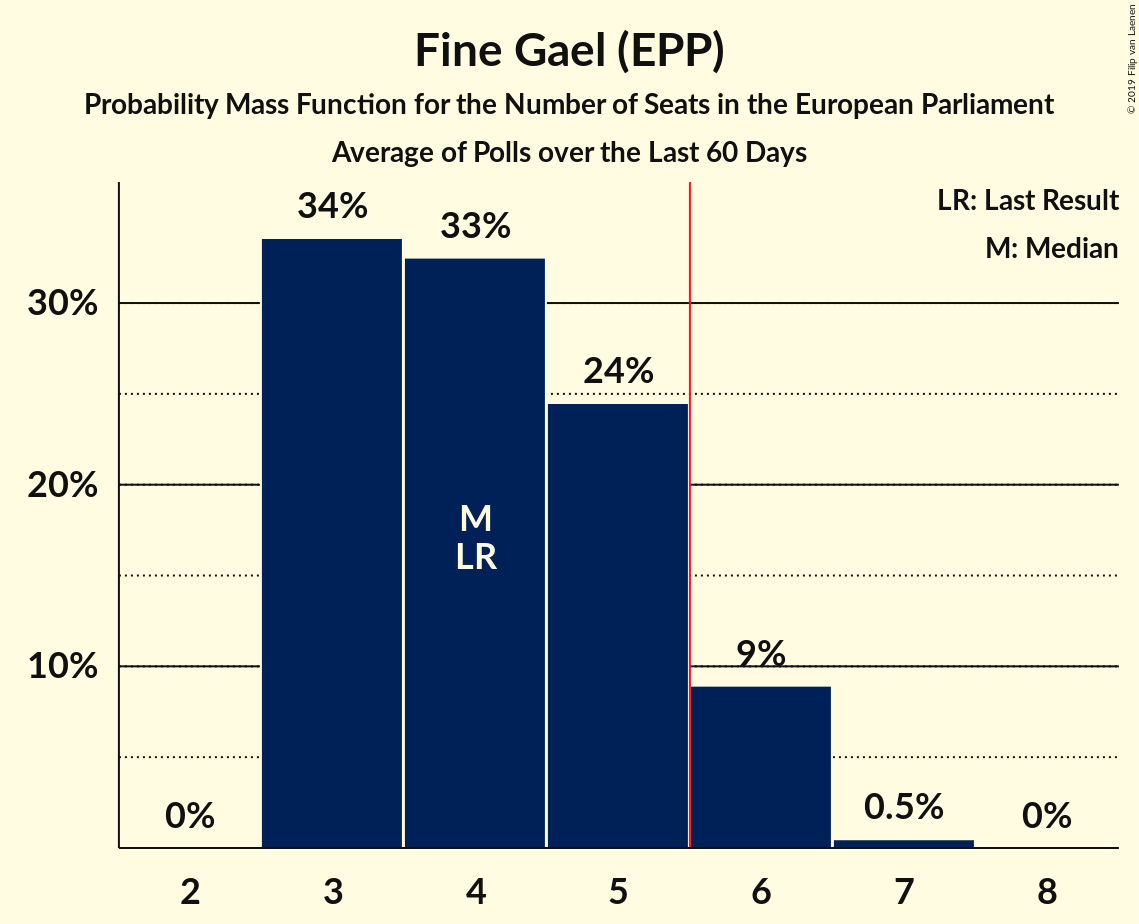 Fine Gael (EPP)
Probability Mass Function for the Number of Seats in the European Parliament
Average of Polls over the Last 60 Days
© 2019 Filip van Laenen
LR: Last Result
M: Median
34%
33%
30%
24%
20%
M
LR
9%
10%
0%
0.5%
0%
2 3 4 5 6 7 8